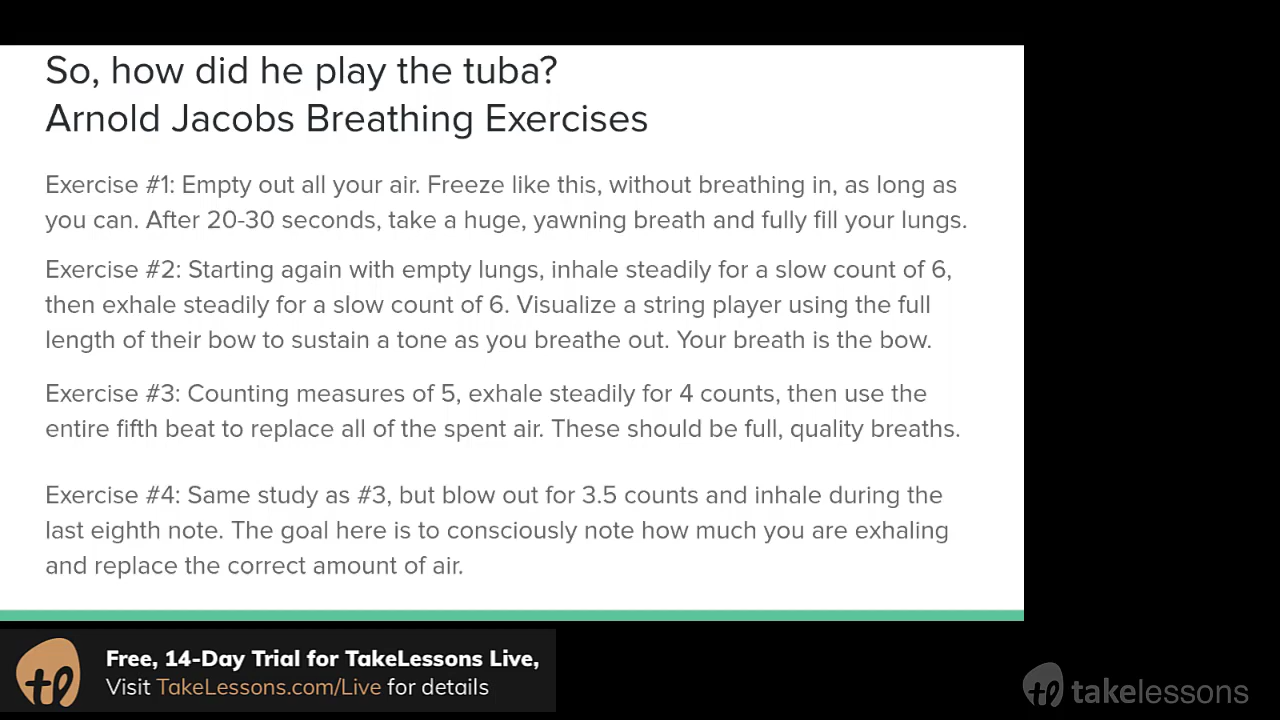 So, how did he play the tuba?
Arnold Jacobs Breathing Exercises
Exercise #1: Empty out all your air. Freeze like this, without breathing in, as long as
you can. After 20-30 seconds, take a huge, yawning breath and fully fill your lungs.
Exercise #2: Starting again with empty lungs, inhale steadily for a slow count of 6,
then exhale steadily for a slow count of 6. Visualize a string player using the full
length of their bow to sustain a tone as you breathe out. Your breath is the bow.
Exercise #3: Counting measures of 5, exhale steadily for 4 counts, then use the
entire fifth beat to replace all of the spent air. These should be full, quality breaths.
Exercise #4: Same study as #3, but blow out for 3.5 counts and inhale during the
last eighth note. The goal here is to consciously note how much you are exhaling
and replace the correct amount of air.
Free, 14-Day Trial for TakeLessons Live,
Visit TakeLessons.com/Live for details
takelessons